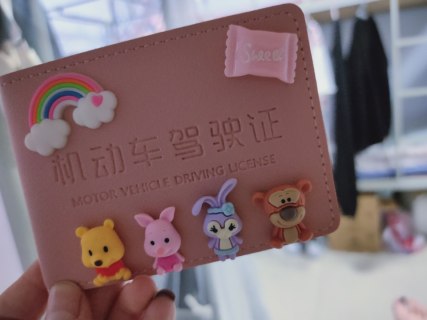 Sweet
机动车驾驶证
MOTOR VEHICLE DRIVING LICENSE